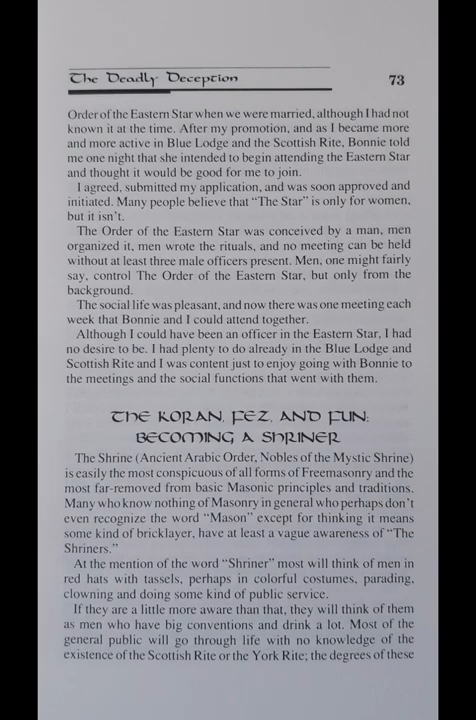 The Deadly Deception 73
Order of the Eastern Star when we were married, although I had not
known it at the time. After my promotion, and as I became more
and more active in Blue Lodge and the Scottish Rite, Bonnie told
me one night that she intended to begin attending the Eastern Star
and thought it would be good for me to join.
I agreed, submitted my application, and was soon approved and
initiated. Many people believe that "The Star" is only for women,
but it isn't.
The Order of the Eastern Star was conceived by a man, men
organized it, men wrote the rituals, and no meeting can be held
without at least three male officers present. Men, one might fairly
say, control The Order of the Eastern Star, but only from the
background.
The social life was pleasant, and now there was one meeting each
week that Bonnie and I could attend together.
Although I could have been an officer in the Eastern Star, I had
no desire to be. I had plenty to do already in the Blue Lodge and
Scottish Rite and I was content just to enjoy going with Bonnie to
the meetings and the social functions that went with them.
THE KORAN, FEZ, AND FUN:
BECOMING A SHRINER
The Shrine (Ancient Arabic Order, Nobles of the Mystic Shrine)
is easily the most conspicuous of all forms of Freemasonry and the
most far-removed from basic Masonic principles and traditions.
Many who know nothing of Masonry in general who perhaps don't
even recognize the word "Mason" except for thinking it means
some kind of bricklayer, have at least a vague awareness of "The
Shriners."
At the mention of the word "Shriner" most will think of men in
red hats with tassels, perhaps in colorful costumes, parading,
clowning and doing some kind of public service.
If they are a little more aware than that, they will think of them
as men who have big conventions and drink a lot. Most of the
general public will go through life with no knowledge of the
existence of the Scottish Rite or the York Rite; the degrees of these